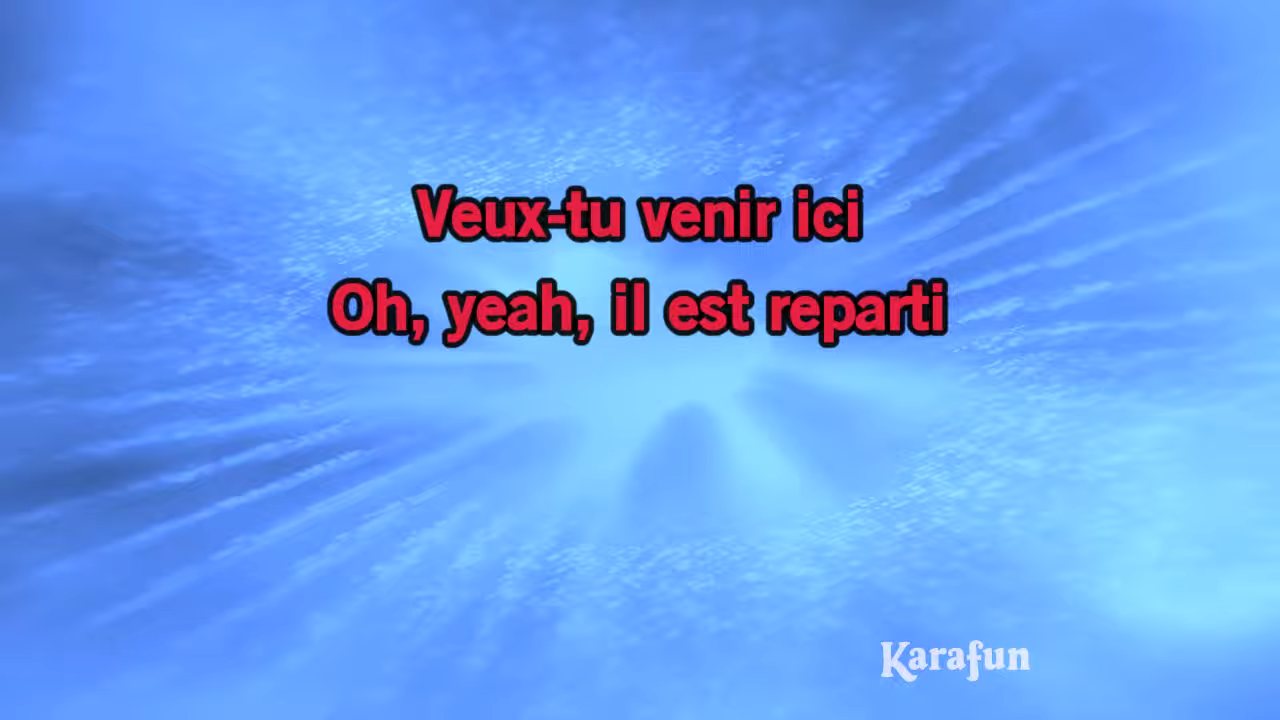 Veux-tu venir ici
Oh, yeah, il est reparti
Karafun